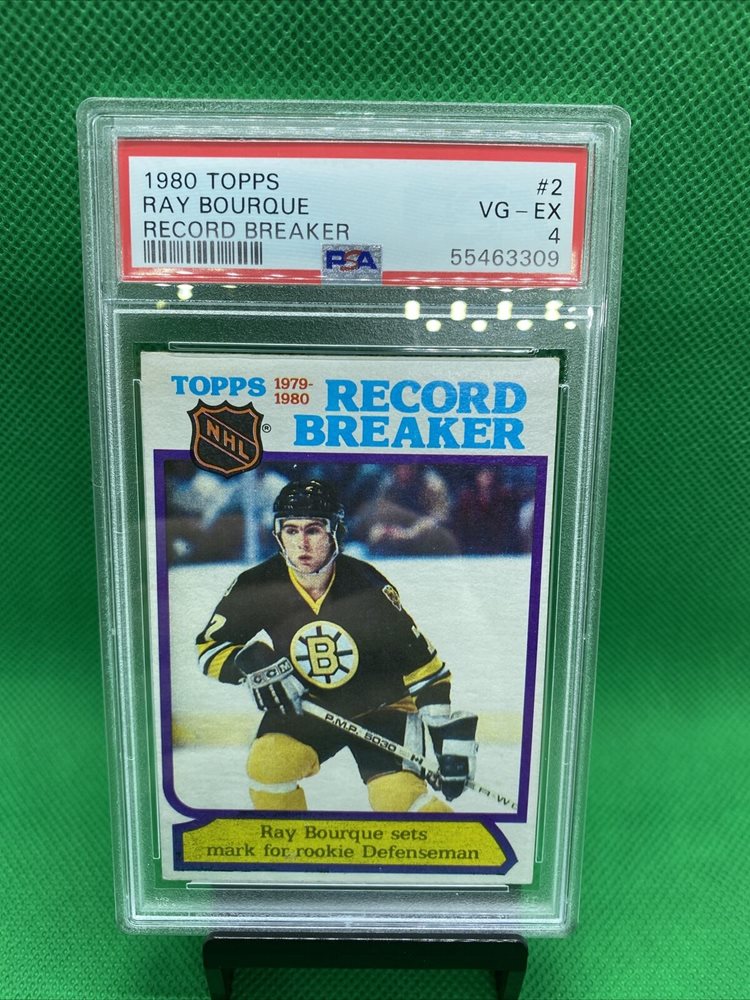 1980 TOPPS #2
RAY BOURQUE VG - EX
RECORD BREAKER 4
PSA 55463309
TOPPS 1979-
1980
RECORD
BREAKER
NHL ®
7
B
CCM
P.M.P. 5030
Ray Bourque sets
mark for rookie Defenseman